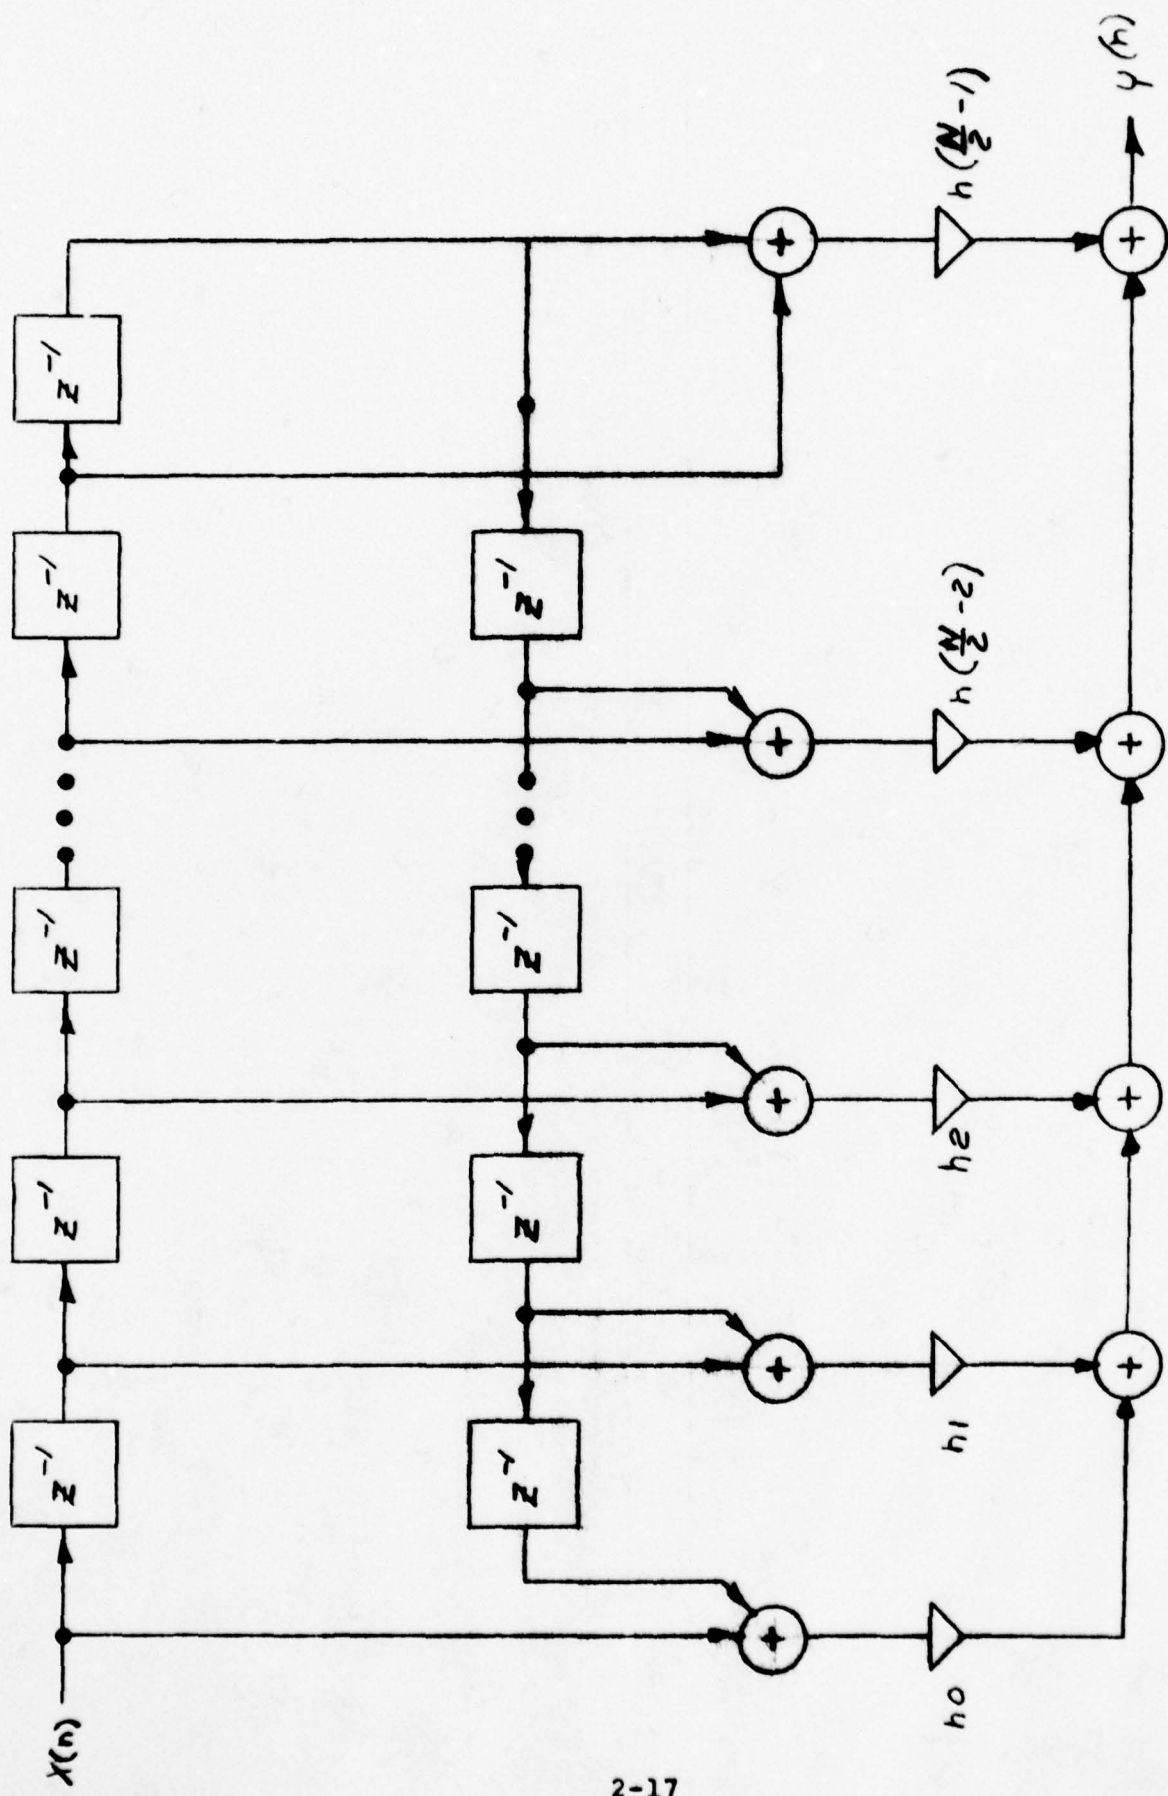 X(n)
z⁻¹
z⁻¹
z⁻¹
z⁻¹
z⁻¹
z⁻¹
z⁻¹
z⁻¹
z⁻¹
+
+
+
+
+
h0
h1
h2
h(N/2-2)
h(N/2-1)
+
+
+
+
y(n)
2-17